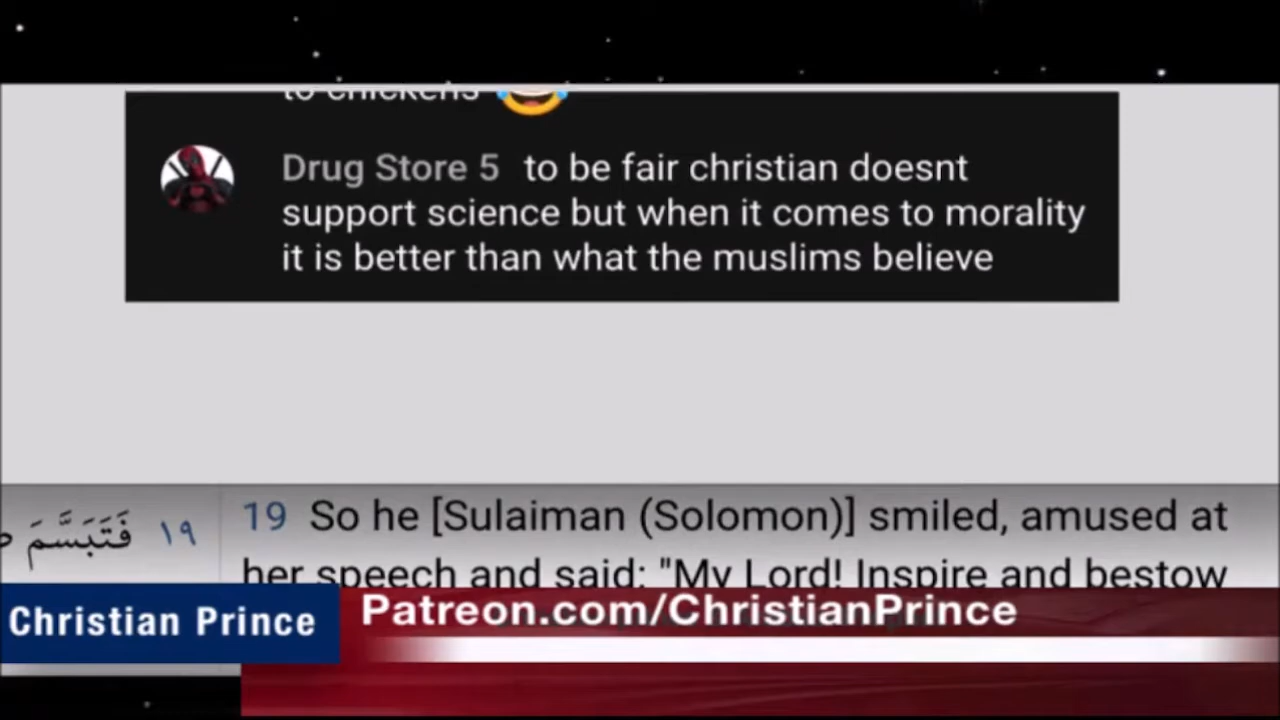 to chickens 😂
Drug Store 5 to be fair christian doesnt
support science but when it comes to morality
it is better than what the muslims believe
19 So he [Sulaiman (Solomon)] smiled, amused at
her speech and said: "My Lord! Inspire and bestow
١٩ فَتَبَسَّمَ
Christian Prince
Patreon.com/ChristianPrince